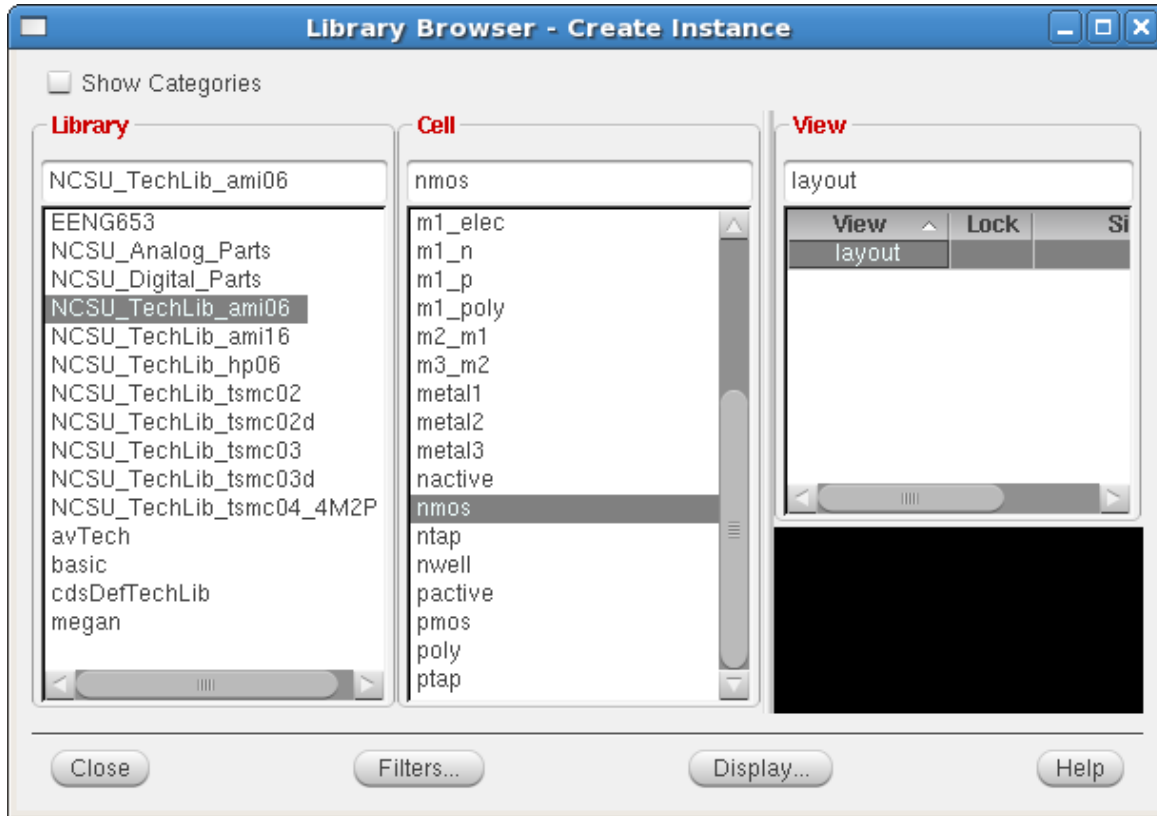 Library Browser - Create Instance
Show Categories
Library
NCSU_TechLib_ami06
EENG653
NCSU_Analog_Parts
NCSU_Digital_Parts
NCSU_TechLib_ami06
NCSU_TechLib_ami16
NCSU_TechLib_hp06
NCSU_TechLib_tsmc02
NCSU_TechLib_tsmc02d
NCSU_TechLib_tsmc03
NCSU_TechLib_tsmc03d
NCSU_TechLib_tsmc04_4M2P
avTech
basic
cdsDefTechLib
megan
Cell
nmos
m1_elec
m1_n
m1_p
m1_poly
m2_m1
m3_m2
metal1
metal2
metal3
nactive
nmos
ntap
nwell
pactive
pmos
poly
ptap
View
layout
View Lock Si
layout
Close Filters... Display... Help